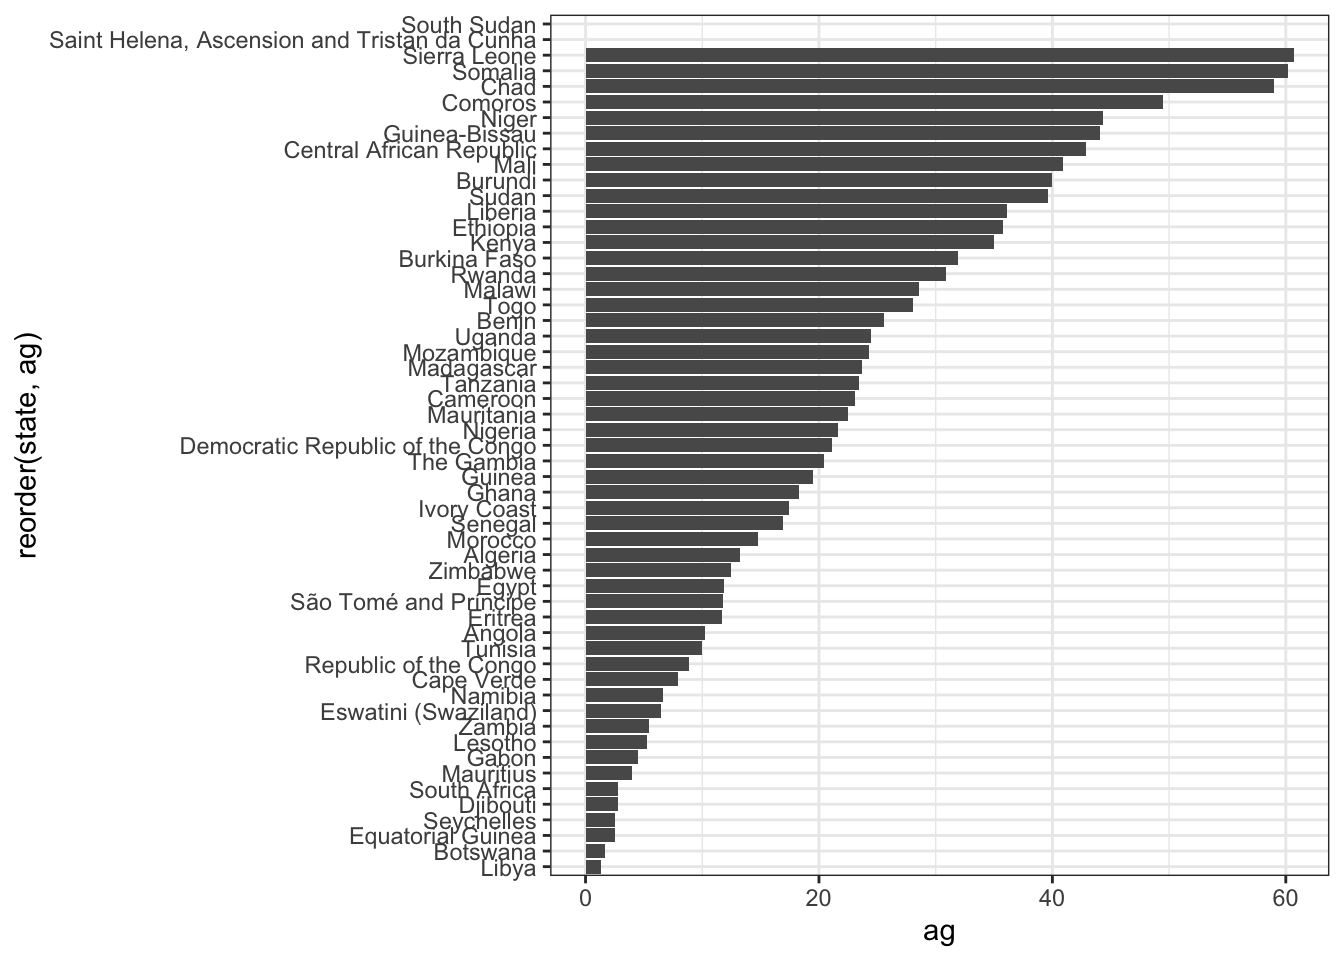 South Sudan
Saint Helena, Ascension and Tristan da Cunha
Sierra Leone
Somalia
Chad
Comoros
Niger
Guinea-Bissau
Central African Republic
Mali
Burundi
Sudan
Liberia
Ethiopia
Kenya
Burkina Faso
Rwanda
Malawi
Togo
Benin
Uganda
Mozambique
Madagascar
Tanzania
Cameroon
Mauritania
Nigeria
Democratic Republic of the Congo
The Gambia
Guinea
Ghana
Ivory Coast
Senegal
Morocco
Algeria
Zimbabwe
Egypt
São Tomé and Príncipe
Eritrea
Angola
Tunisia
Republic of the Congo
Cape Verde
Namibia
Eswatini (Swaziland)
Zambia
Lesotho
Gabon
Mauritius
South Africa
Djibouti
Seychelles
Equatorial Guinea
Botswana
Libya
reorder(state, ag)
0 20 40 60
ag